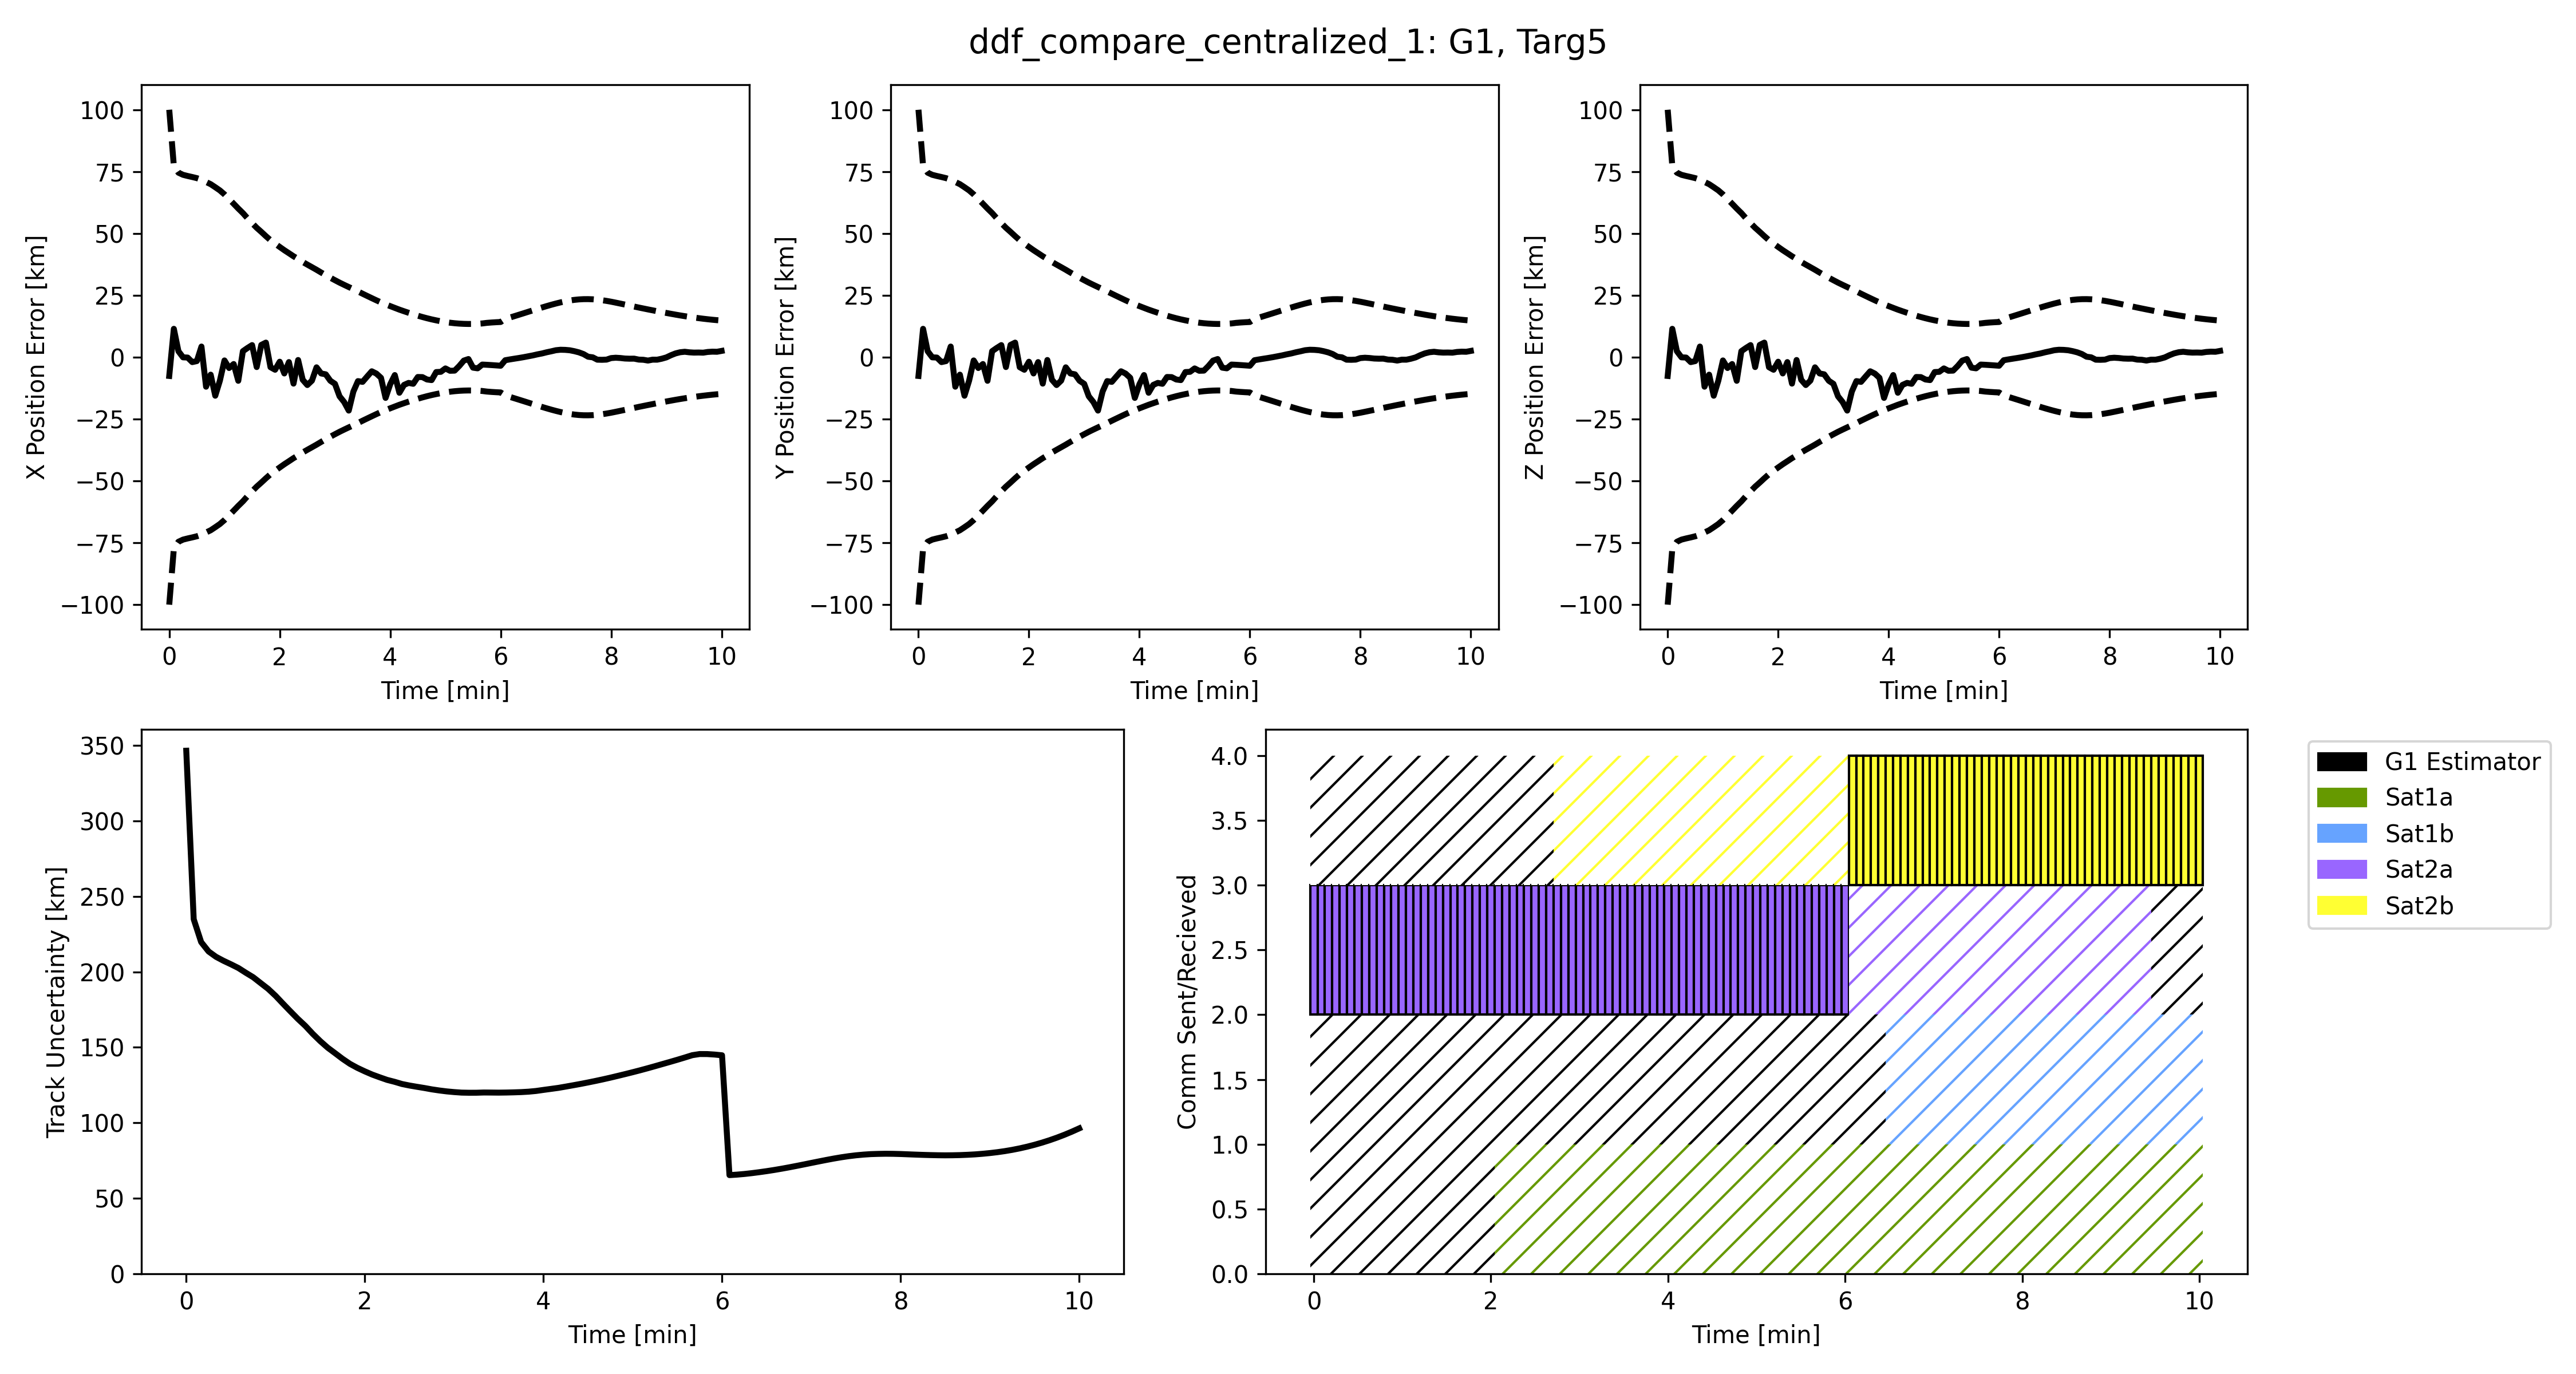 ddf_compare_centralized_1: G1, Targ5
X Position Error [km]
100
75
50
25
0
−25
−50
−75
−100
0 2 4 6 8 10
Time [min]
Y Position Error [km]
100
75
50
25
0
−25
−50
−75
−100
0 2 4 6 8 10
Time [min]
Z Position Error [km]
100
75
50
25
0
−25
−50
−75
−100
0 2 4 6 8 10
Time [min]
Track Uncertainty [km]
350
300
250
200
150
100
50
0
0 2 4 6 8 10
Time [min]
Comm Sent/Recieved
4.0
3.5
3.0
2.5
2.0
1.5
1.0
0.5
0.0
0 2 4 6 8 10
Time [min]
G1 Estimator
Sat1a
Sat1b
Sat2a
Sat2b